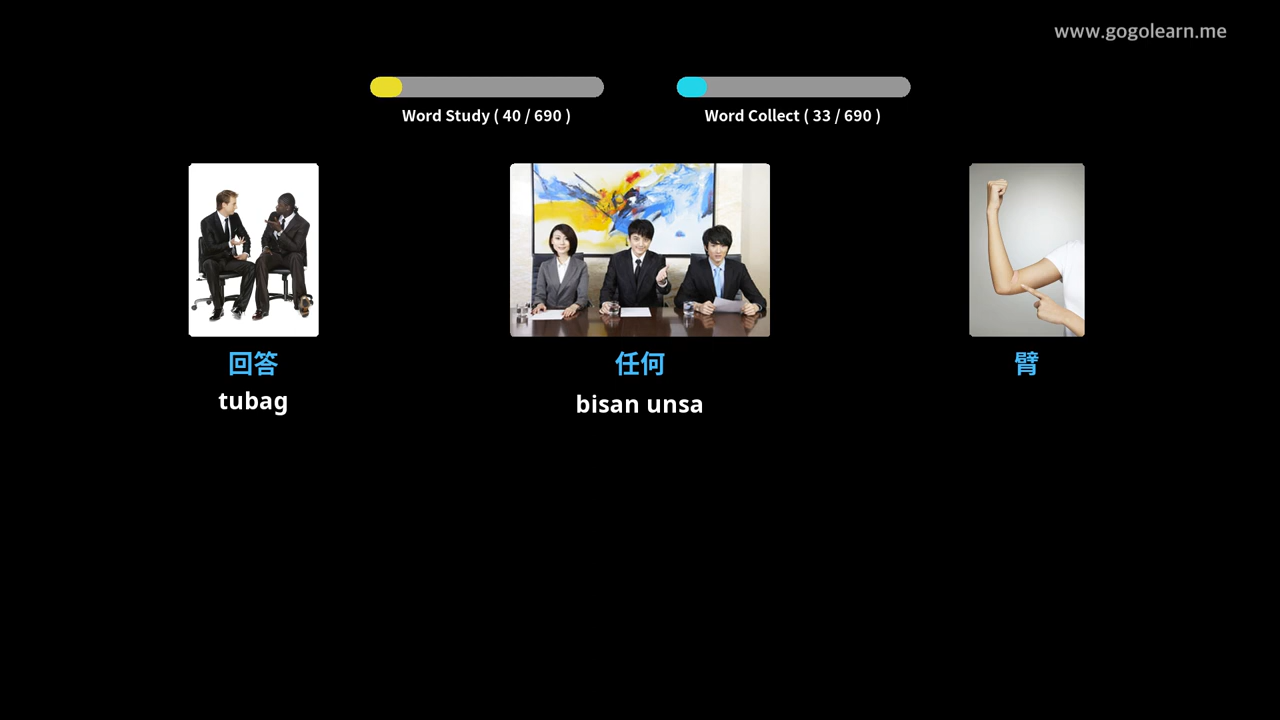 www.gogolearn.me
Word Study ( 40 / 690 )
Word Collect ( 33 / 690 )
回答
任何
臂
tubag
bisan unsa